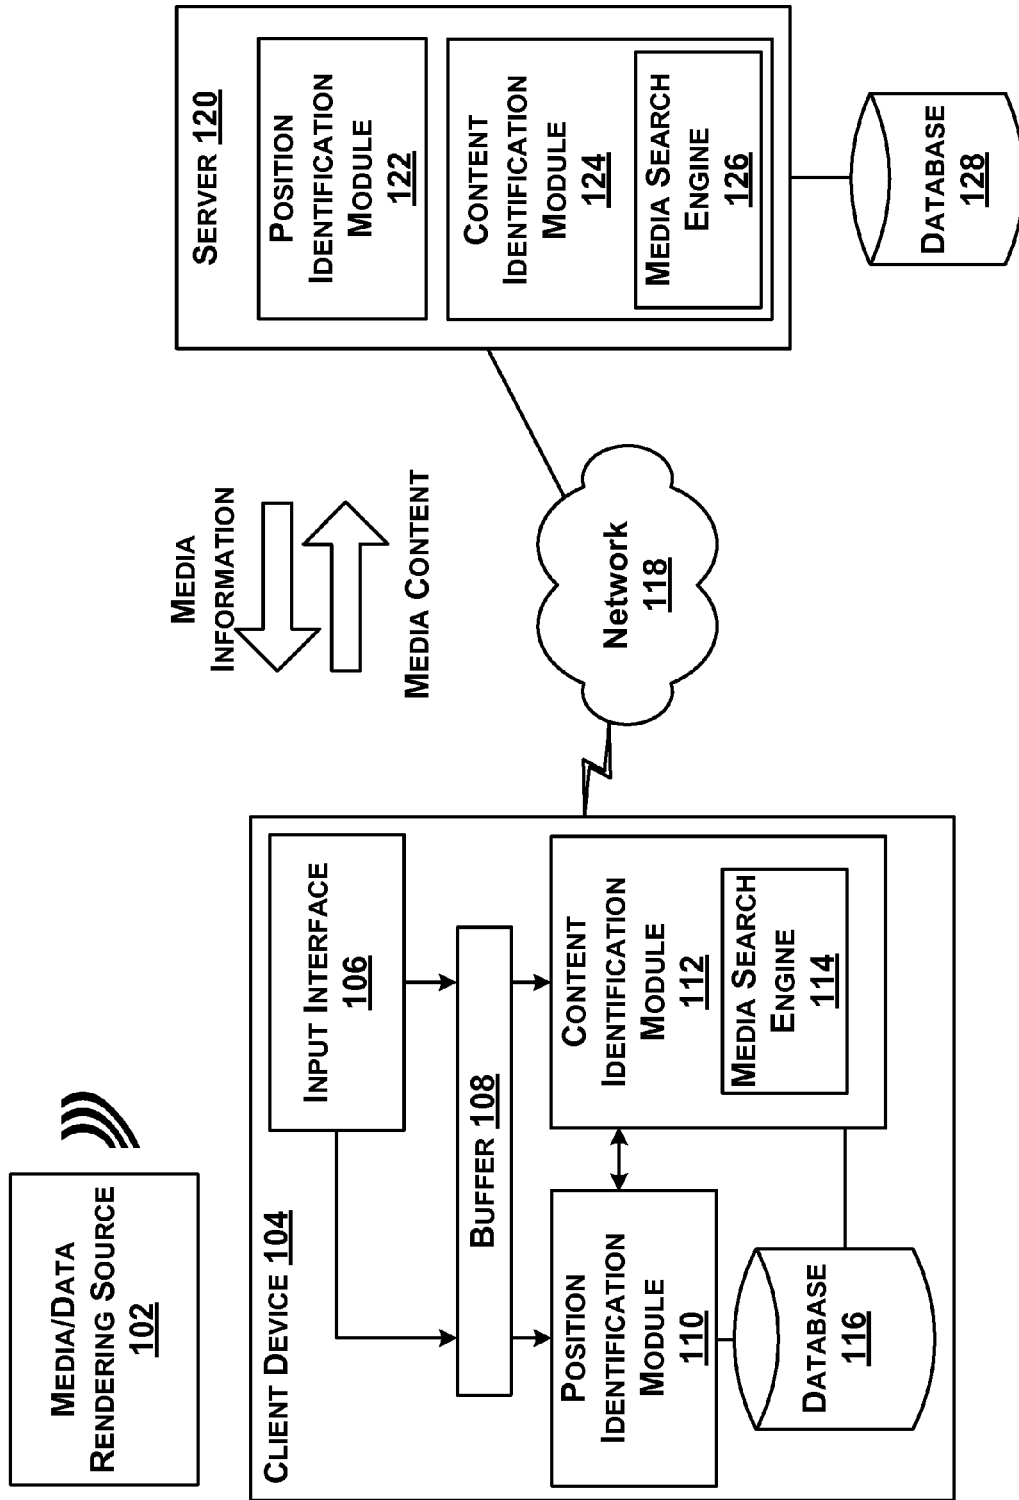 MEDIA/DATA
RENDERING SOURCE
102
CLIENT DEVICE 104
INPUT INTERFACE
106
BUFFER 108
POSITION
IDENTIFICATION
MODULE
110
CONTENT
IDENTIFICATION
MODULE
112
MEDIA SEARCH
ENGINE
114
DATABASE
116
MEDIA
INFORMATION
MEDIA CONTENT
Network
118
SERVER 120
POSITION
IDENTIFICATION
MODULE
122
CONTENT
IDENTIFICATION
MODULE
124
MEDIA SEARCH
ENGINE
126
DATABASE
128